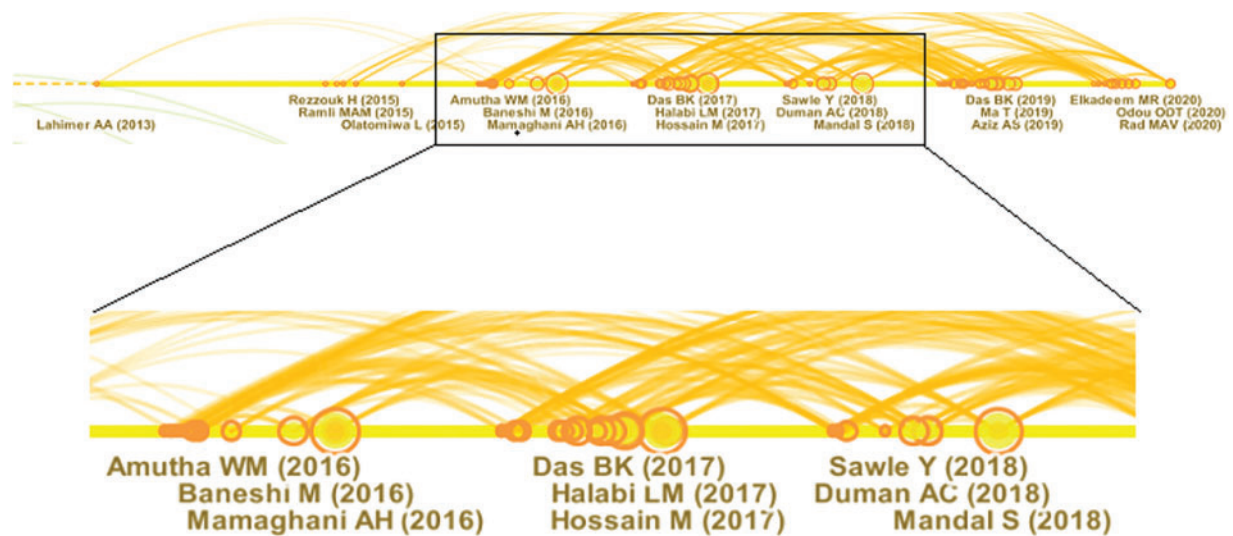 Lahimer AA (2013)
Rezzouk H (2015)
Ramli MAM (2015)
Olatomiwa L (2015)
Amutha WM (2016)
Baneshi M (2016)
Mamaghani AH (2016)
Das BK (2017)
Halabi LM (2017)
Hossain M (2017)
Sawle Y (2018)
Duman AC (2018)
Mandal S (2018)
Das BK (2019)
Ma T (2019)
Aziz AS (2019)
Elkadeem MR (2020)
Odou ODT (2020)
Rad MAV (2020)
Amutha WM (2016)
Baneshi M (2016)
Mamaghani AH (2016)
Das BK (2017)
Halabi LM (2017)
Hossain M (2017)
Sawle Y (2018)
Duman AC (2018)
Mandal S (2018)